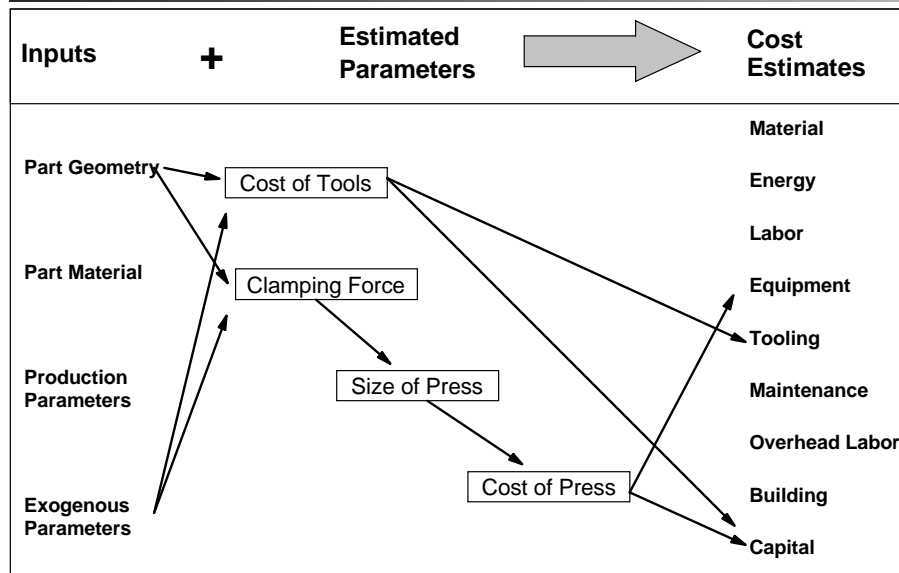 Inputs
+
Estimated
Parameters
Cost
Estimates
Part Geometry
Part Material
Production
Parameters
Exogenous
Parameters
Cost of Tools
Clamping Force
Size of Press
Cost of Press
Material
Energy
Labor
Equipment
Tooling
Maintenance
Overhead Labor
Building
Capital